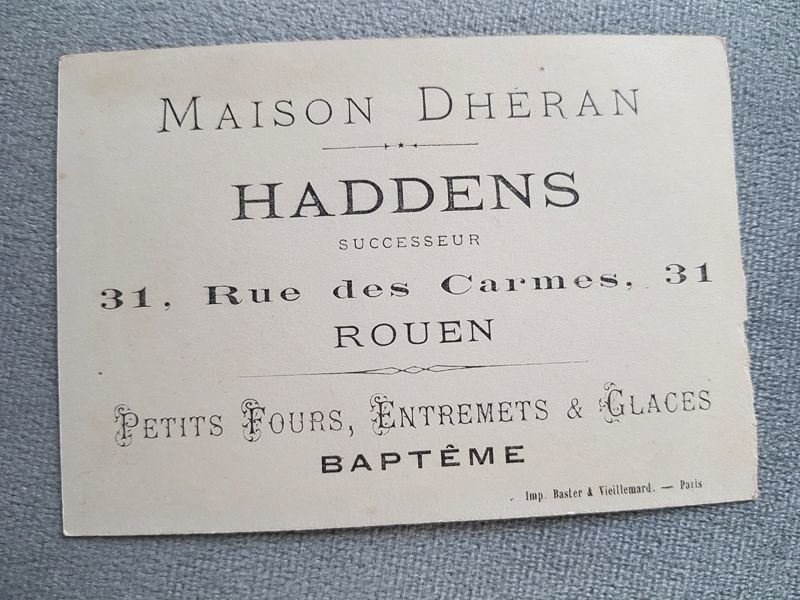 MAISON DHÉRAN
HADDENS
SUCCESSEUR
31, Rue des Carmes, 31
ROUEN
PETITS FOURS, ENTREMETS & GLACES
BAPTÊME
Imp. Baster & Vieillemard. — Paris